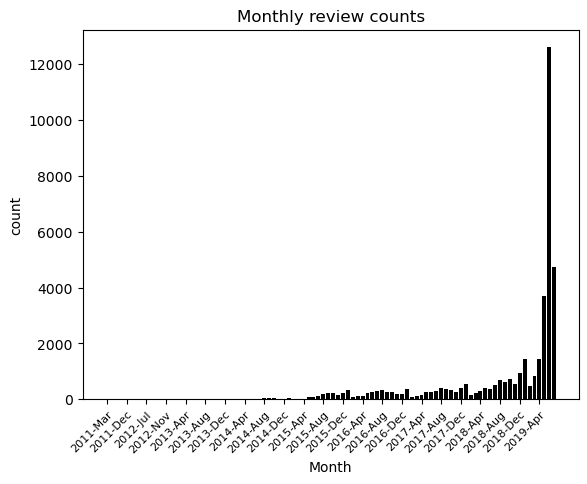 Monthly review counts
12000
10000
8000
6000
4000
2000
0
count
2011-Mar
2011-Dec
2012-Jul
2012-Nov
2013-Apr
2013-Aug
2013-Dec
2014-Apr
2014-Aug
2014-Dec
2015-Apr
2015-Aug
2015-Dec
2016-Apr
2016-Aug
2016-Dec
2017-Apr
2017-Aug
2017-Dec
2018-Apr
2018-Aug
2018-Dec
2019-Apr
Month